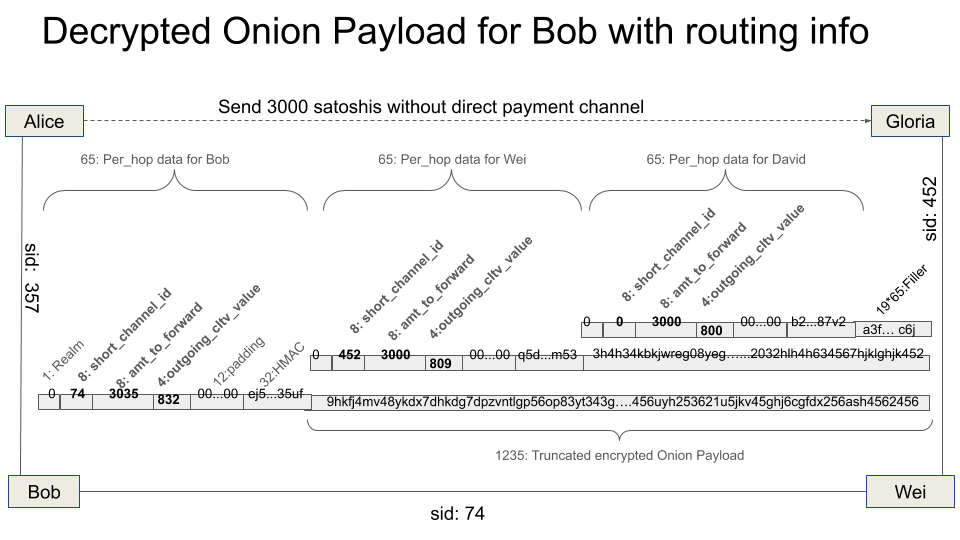 Decrypted Onion Payload for Bob with routing info
Send 3000 satoshis without direct payment channel
Alice
Gloria
65: Per_hop data for Bob
65: Per_hop data for Wei
65: Per_hop data for David
sid: 452
sid: 357
8: short_channel_id
8: amt_to_forward
4:outgoing_cltv_value
19*65:Filler
0
0
3000
800
00...00
b2...87v2
a3f... c6j
8: short_channel_id
8: amt_to_forward
4:outgoing_cltv_value
0
452
3000
809
00...00
q5d...m53
3h4h34kbkjwreg08yeg……2032hlh4h634567hjklghjk452
1: Realm
8: short_channel_id
8: amt_to_forward
4:outgoing_cltv_value
12:padding
32:HMAC
0
74
3035
832
00...00
ej5...35uf
9hkfj4mv48ykdx7dhkdg7dpzvntlgp56op83yt343g….456uyh253621u5jkv45ghj6cgfdx256ash4562456
1235: Truncated encrypted Onion Payload
Bob
Wei
sid: 74